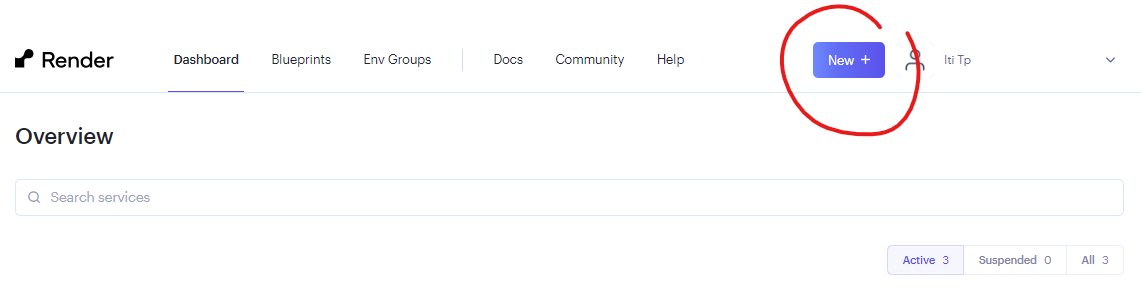 Render Dashboard Blueprints Env Groups Docs Community Help New + Iti Tp
Overview
Search services
Active 3 Suspended 0 All 3